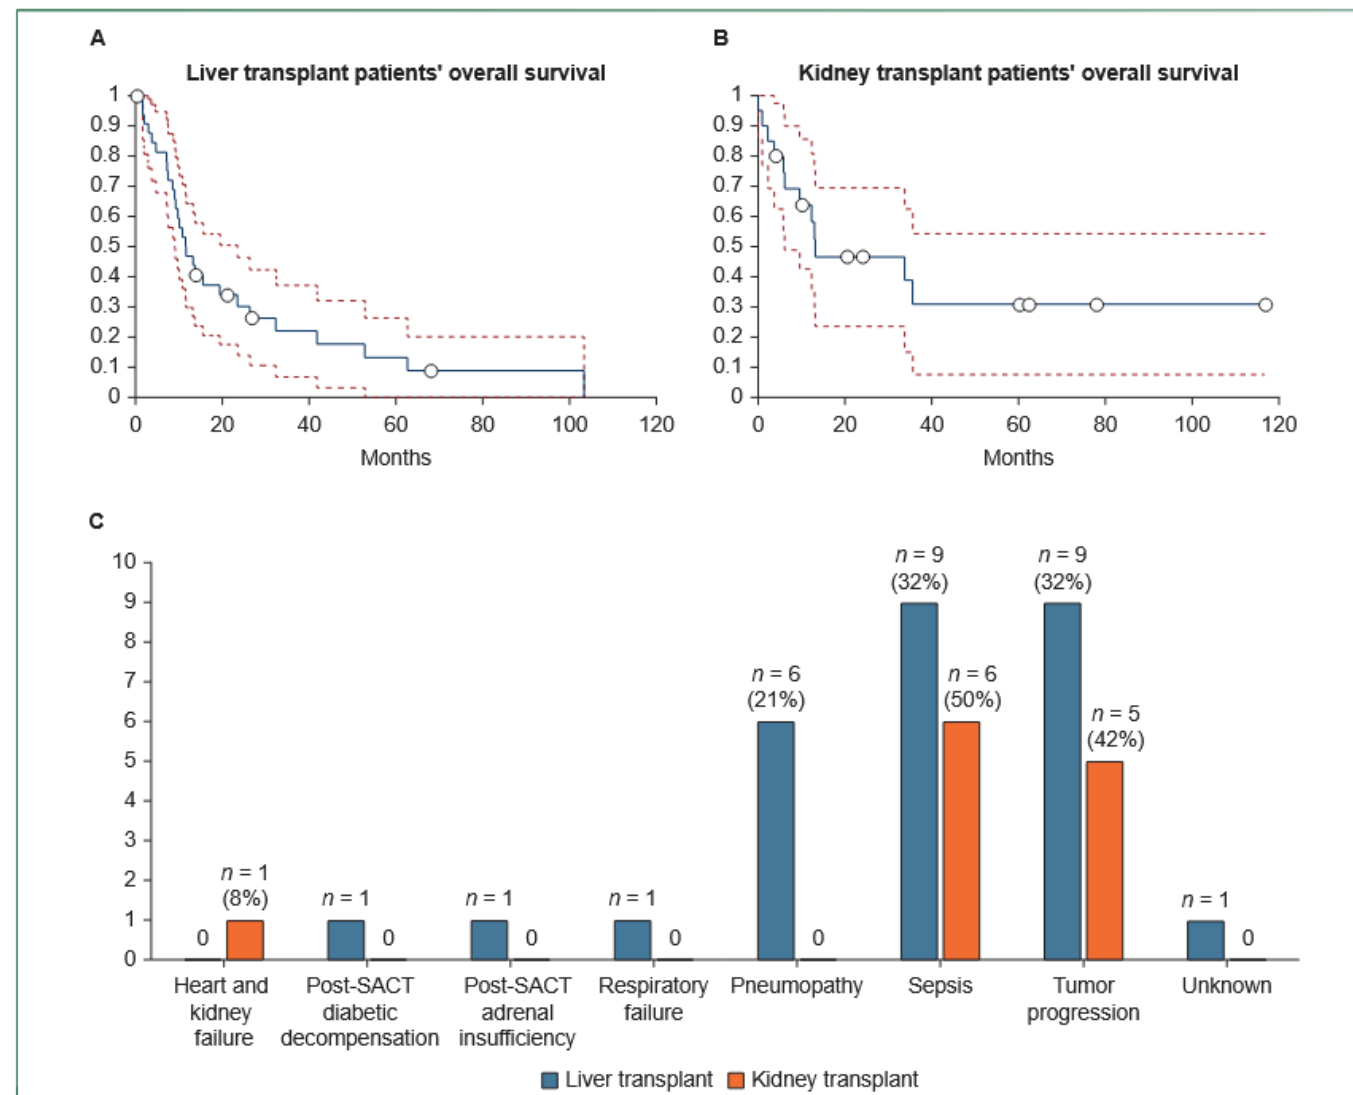 A
Liver transplant patients' overall survival
1
0.9
0.8
0.7
0.6
0.5
0.4
0.3
0.2
0.1
0
0 20 40 60 80 100 120
Months
B
Kidney transplant patients' overall survival
1
0.9
0.8
0.7
0.6
0.5
0.4
0.3
0.2
0.1
0
0 20 40 60 80 100 120
Months
C
10
9
8
7
6
5
4
3
2
1
0
0
n = 1
(8%)
n = 1
0
n = 1
0
n = 1
0
n = 6
(21%)
0
n = 9
(32%)
n = 6
(50%)
n = 9
(32%)
n = 5
(42%)
n = 1
0
Heart and
kidney
failure
Post-SACT
diabetic
decompensation
Post-SACT
adrenal
insufficiency
Respiratory
failure
Pneumopathy
Sepsis
Tumor
progression
Unknown
Liver transplant
Kidney transplant